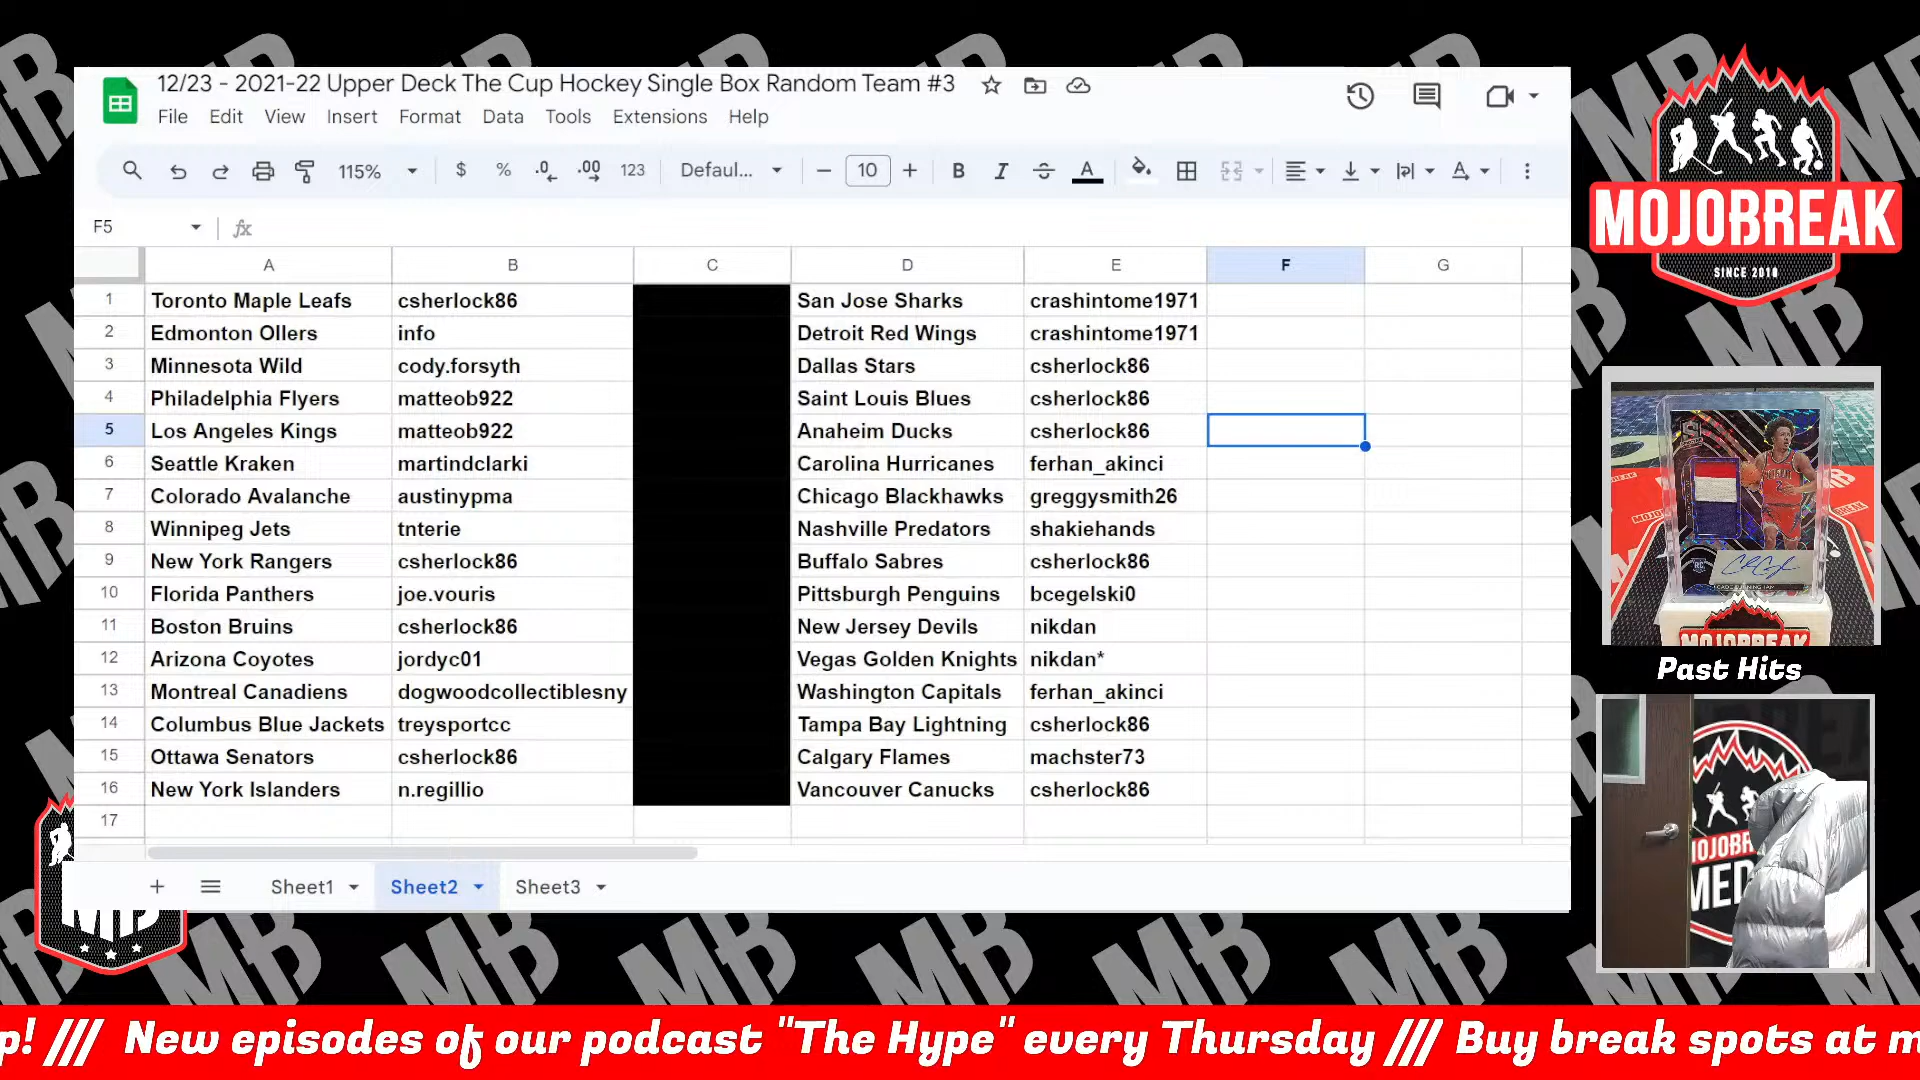 12/23 - 2021-22 Upper Deck The Cup Hockey Single Box Random Team #3
File Edit View Insert Format Data Tools Extensions Help
115% $ % .0 .00 123 Defaul... − 10 + B I A
F5 fx
A B C D E F G
1 Toronto Maple Leafs csherlock86 San Jose Sharks crashintome1971
2 Edmonton Ollers info Detroit Red Wings crashintome1971
3 Minnesota Wild cody.forsyth Dallas Stars csherlock86
4 Philadelphia Flyers matteob922 Saint Louis Blues csherlock86
5 Los Angeles Kings matteob922 Anaheim Ducks csherlock86
6 Seattle Kraken martindclarki Carolina Hurricanes ferhan_akinci
7 Colorado Avalanche austinypma Chicago Blackhawks greggysmith26
8 Winnipeg Jets tnterie Nashville Predators shakiehands
9 New York Rangers csherlock86 Buffalo Sabres csherlock86
10 Florida Panthers joe.vouris Pittsburgh Penguins bcegelski0
11 Boston Bruins csherlock86 New Jersey Devils nikdan
12 Arizona Coyotes jordyc01 Vegas Golden Knights nikdan*
13 Montreal Canadiens dogwoodcollectiblesny Washington Capitals ferhan_akinci
14 Columbus Blue Jackets treysportcc Tampa Bay Lightning csherlock86
15 Ottawa Senators csherlock86 Calgary Flames machster73
16 New York Islanders n.regillio Vancouver Canucks csherlock86
17
+ Sheet1 Sheet2 Sheet3
MOJOBREAK
SINCE 2010
MOJOBREAK
Past Hits
MB
p! /// New episodes of our podcast "The Hype" every Thursday /// Buy break spots at m